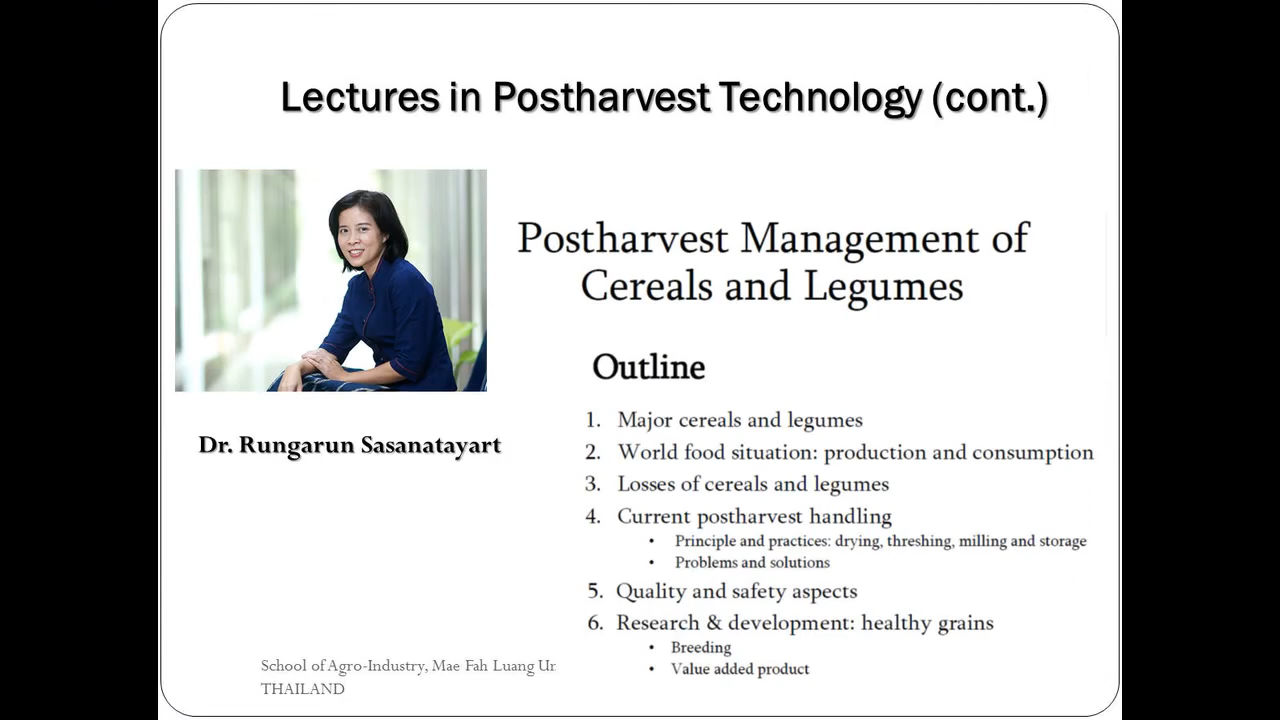 Lectures in Postharvest Technology (cont.)
Postharvest Management of
Cereals and Legumes
Outline
1. Major cereals and legumes
2. World food situation: production and consumption
3. Losses of cereals and legumes
4. Current postharvest handling
• Principle and practices: drying, threshing, milling and storage
• Problems and solutions
5. Quality and safety aspects
6. Research & development: healthy grains
• Breeding
• Value added product
Dr. Rungarun Sasanatayart
School of Agro-Industry, Mae Fah Luang
THAILAND